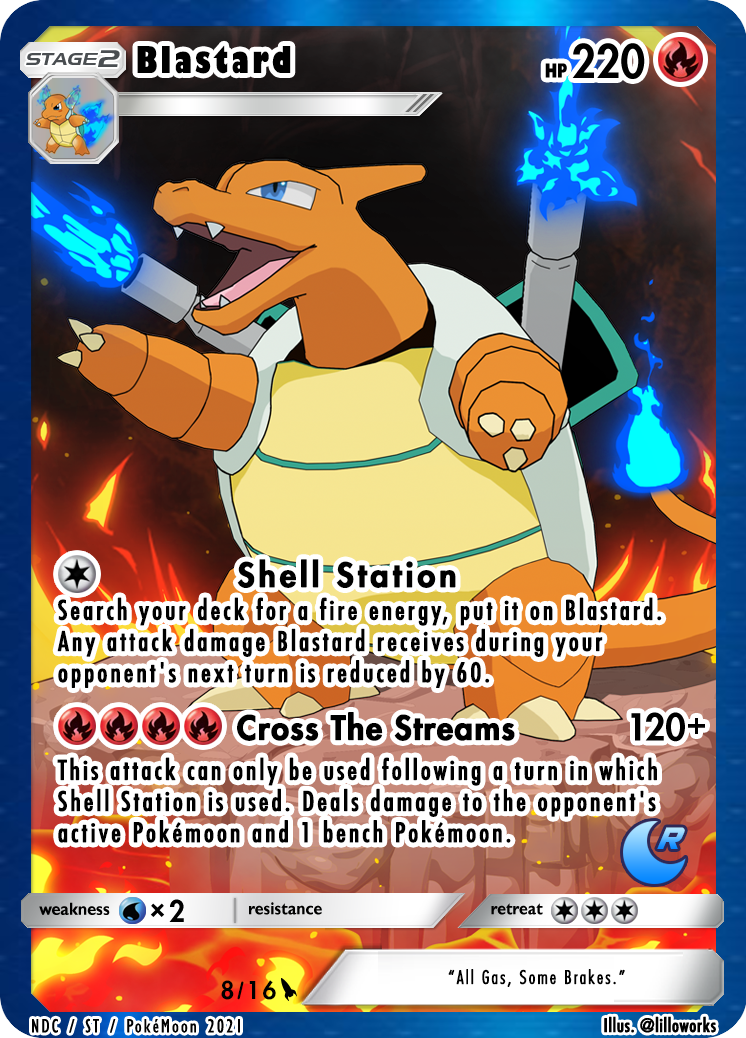 STAGE2 Blastard HP 220
Shell Station
Search your deck for a fire energy, put it on Blastard.
Any attack damage Blastard receives during your
opponent's next turn is reduced by 60.
Cross The Streams 120+
This attack can only be used following a turn in which
Shell Station is used. Deals damage to the opponent's
active Pokémoon and 1 bench Pokémoon.
R
weakness ×2 resistance retreat
8/16 "All Gas, Some Brakes."
NDC / ST / PokéMoon 2021 Illus. @lilloworks